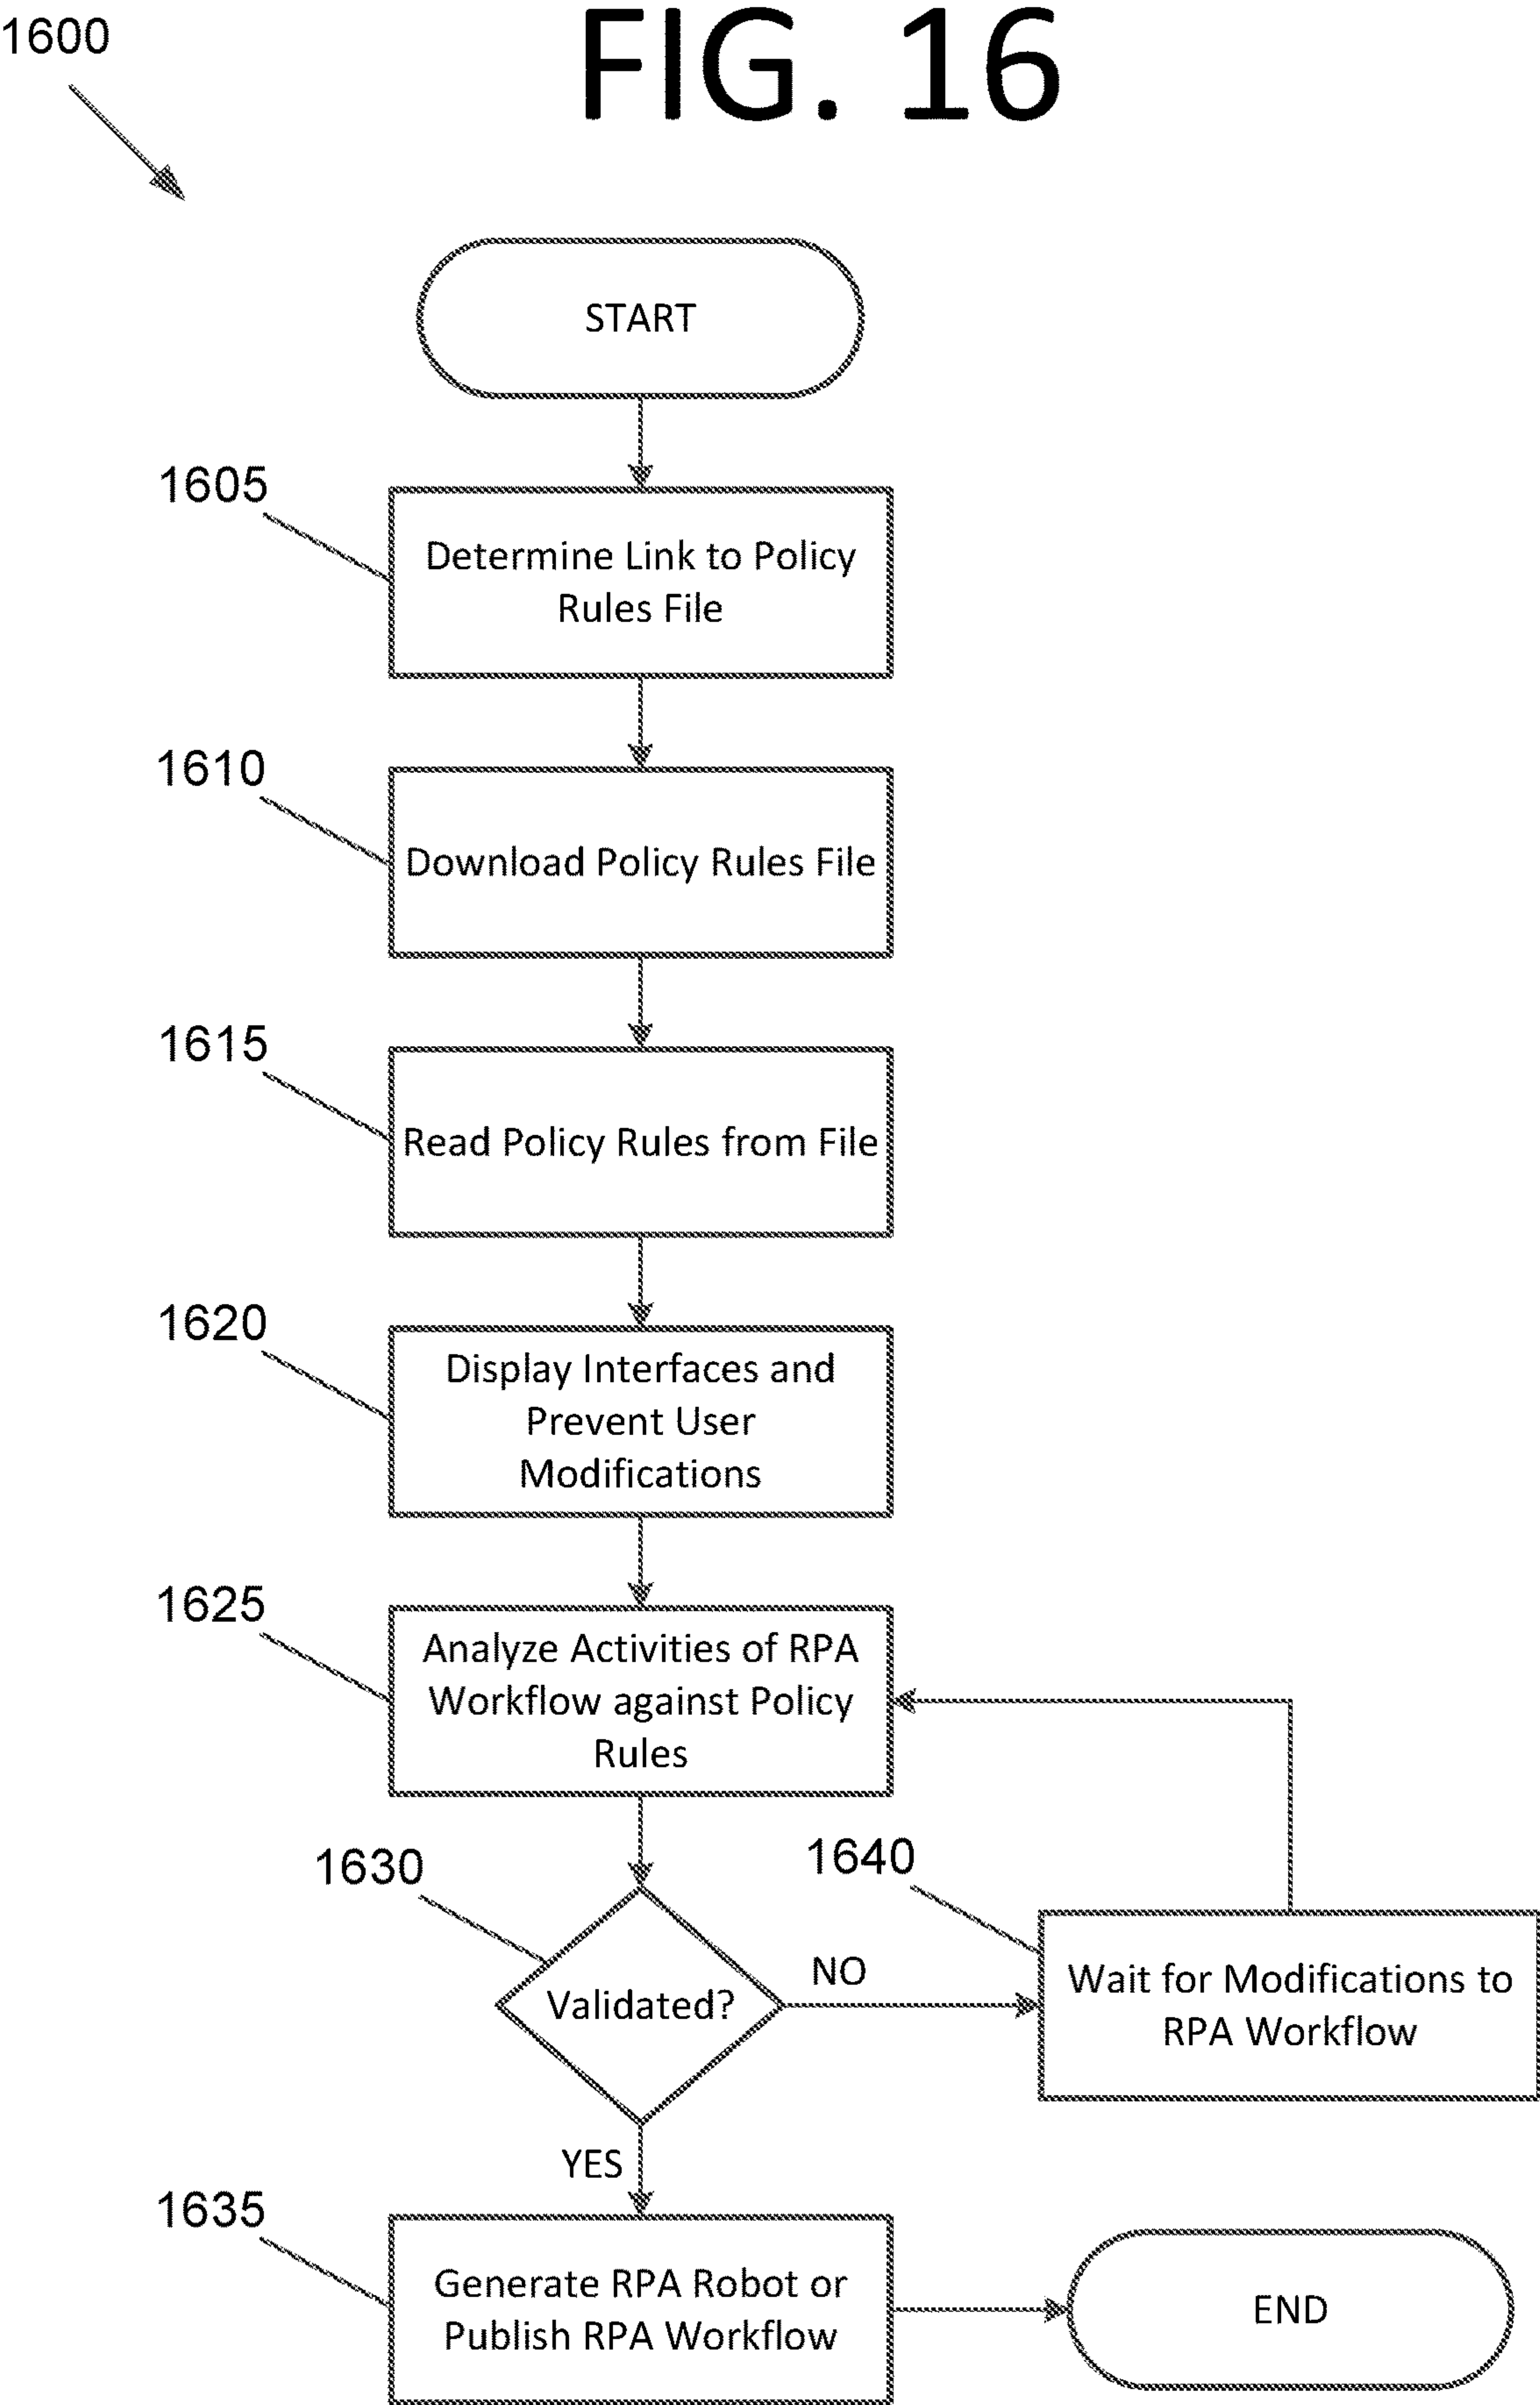 1600
FIG. 16
START
1605
Determine Link to Policy
Rules File
1610
Download Policy Rules File
1615
Read Policy Rules from File
1620
Display Interfaces and
Prevent User
Modifications
1625
Analyze Activities of RPA
Workflow against Policy
Rules
1630
Validated?
NO
1640
Wait for Modifications to
RPA Workflow
YES
1635
Generate RPA Robot or
Publish RPA Workflow
END